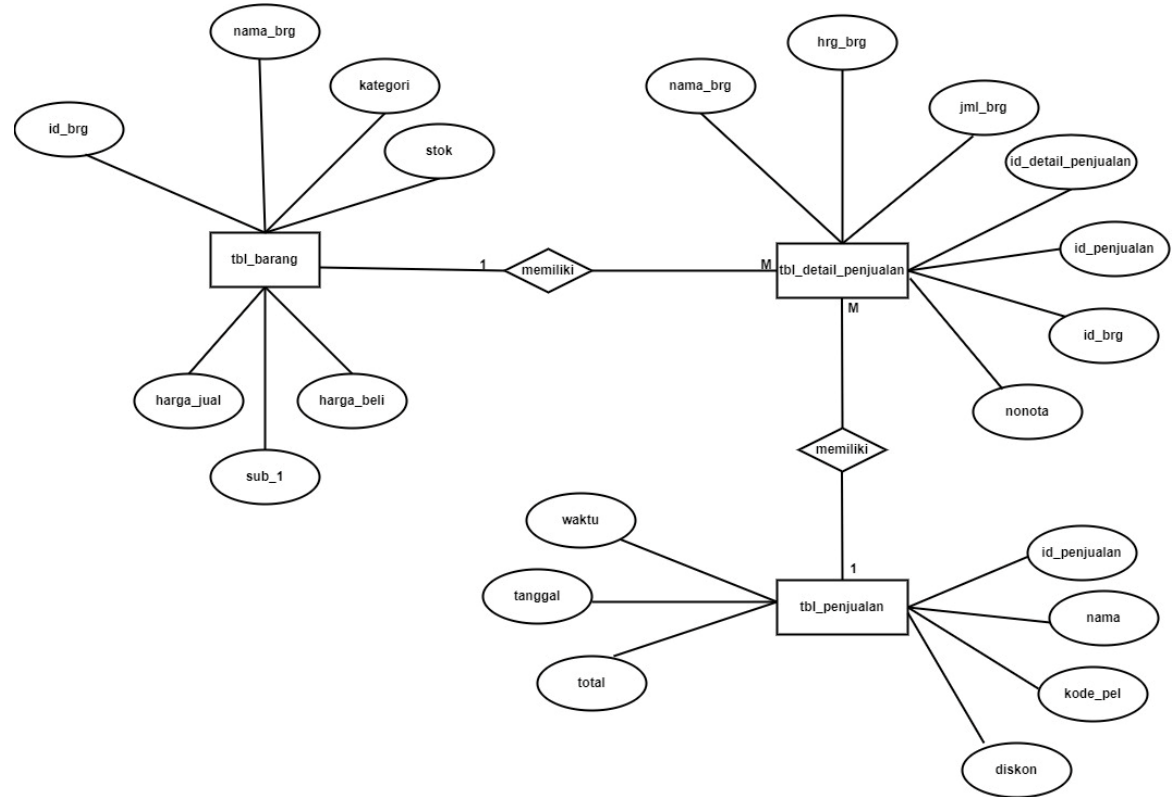 nama_brg
kategori
id_brg
stok
tbl_barang
harga_jual
harga_beli
sub_1
1
memiliki
M
hrg_brg
nama_brg
jml_brg
id_detail_penjualan
id_penjualan
tbl_detail_penjualan
id_brg
nonota
M
memiliki
1
waktu
tanggal
total
tbl_penjualan
id_penjualan
nama
kode_pel
diskon